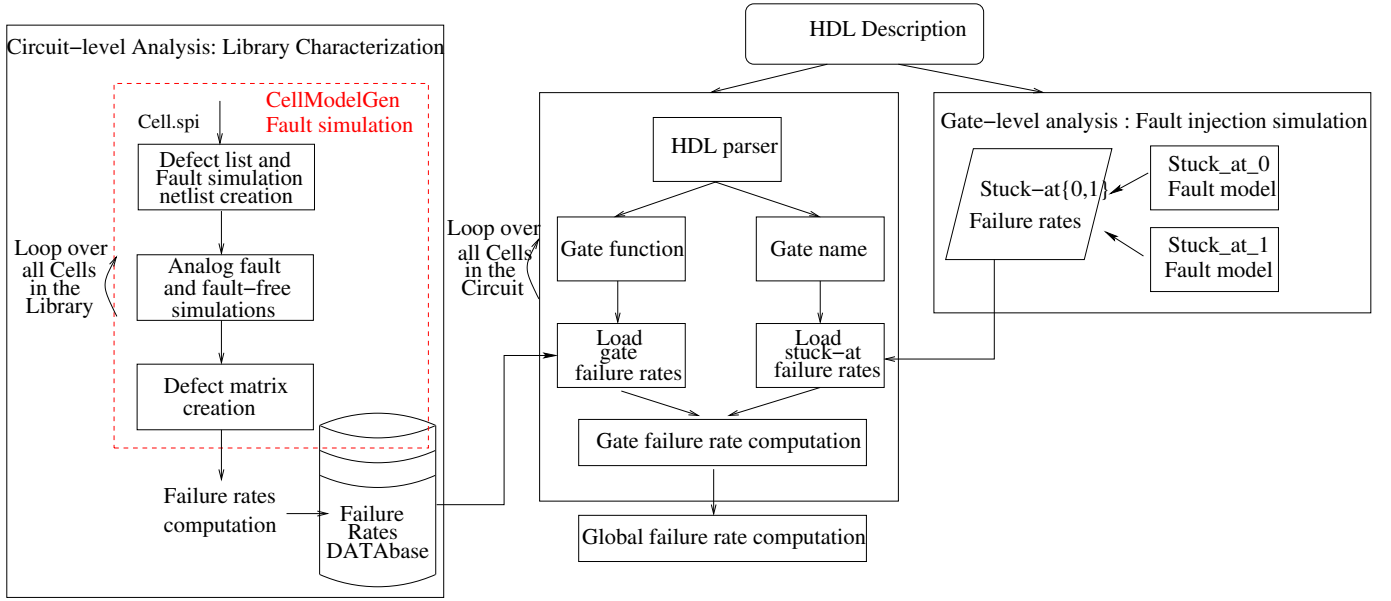 Circuit−level Analysis: Library Characterization
CellModelGen
Fault simulation
Cell.spi
Defect list and
Fault simulation
netlist creation
Loop over
all Cells
in the
Library
Analog fault
and fault−free
simulations
Defect matrix
creation
Failure rates
computation
Failure
Rates
DATAbase
HDL Description
HDL parser
Loop over
all Cells
in the
Circuit
Gate function
Gate name
Load
gate
failure rates
Load
stuck−at
failure rates
Gate failure rate computation
Global failure rate computation
Gate−level analysis : Fault injection simulation
Stuck−at{0,1}
Failure rates
Stuck_at_0
Fault model
Stuck_at_1
Fault model